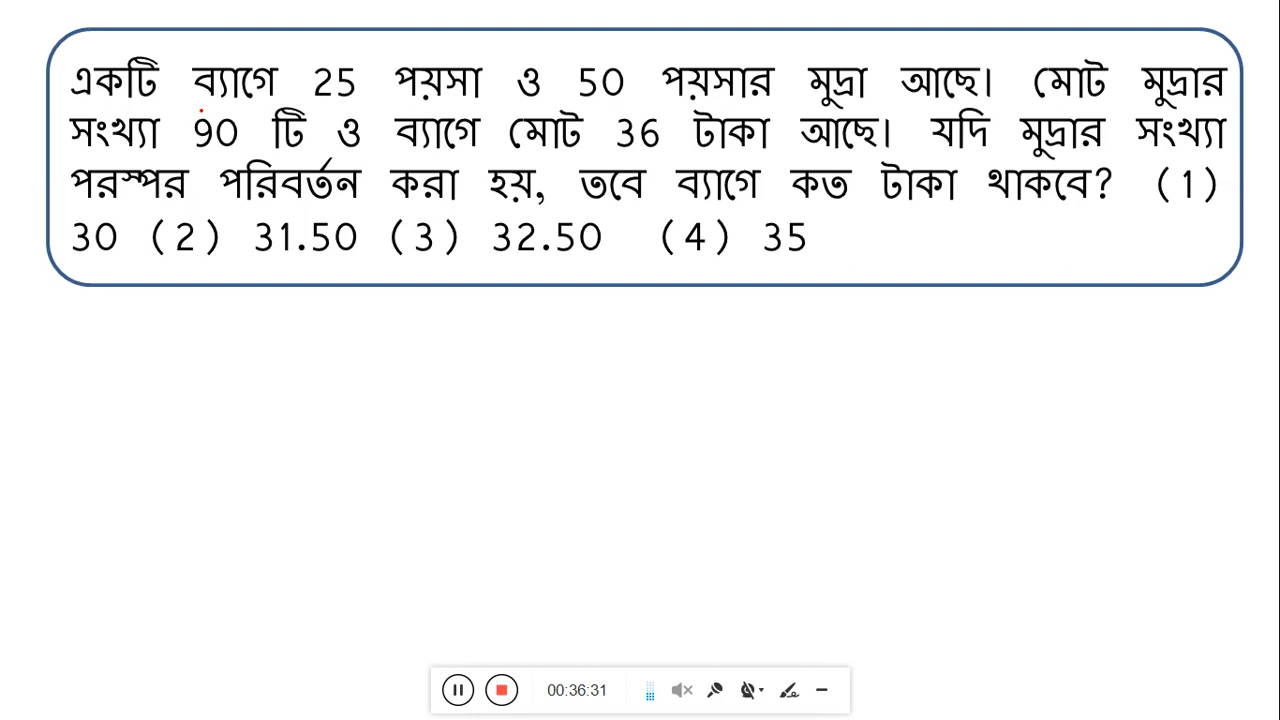 একটি ব্যাগে 25 পয়সা ও 50 পয়সার মুদ্রা আছে। মোট মুদ্রার
সংখ্যা 90 টি ও ব্যাগে মোট 36 টাকা আছে। যদি মুদ্রার সংখ্যা
পরস্পর পরিবর্তন করা হয়, তবে ব্যাগে কত টাকা থাকবে? (1)
30 (2) 31.50 (3) 32.50 (4) 35
00:36:31